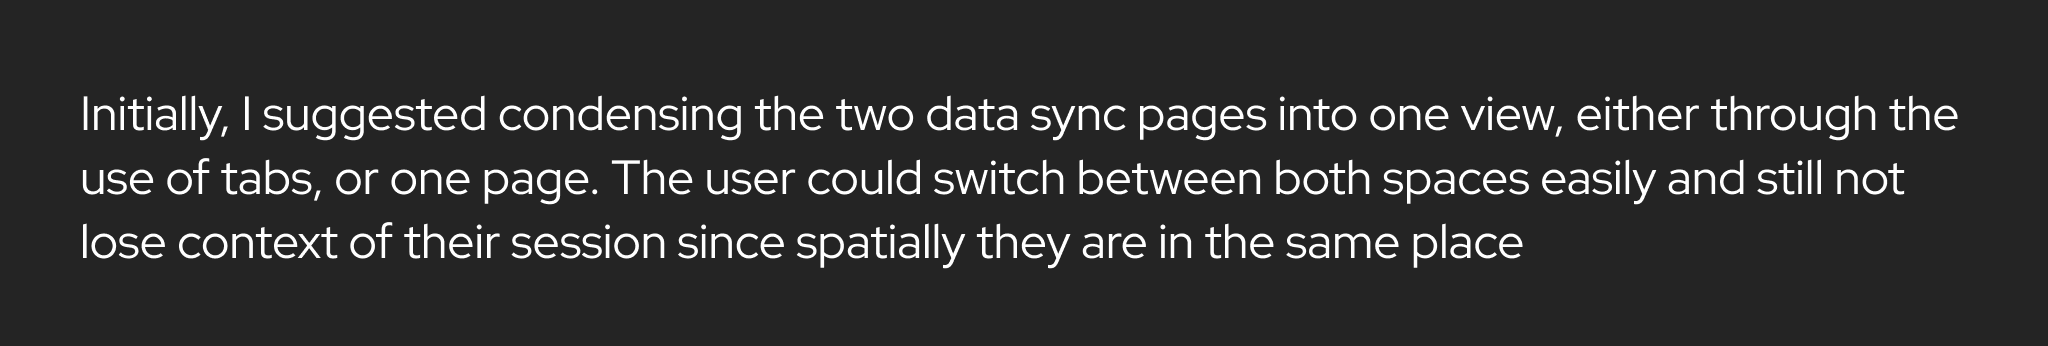 Initially, I suggested condensing the two data sync pages into one view, either through the
use of tabs, or one page. The user could switch between both spaces easily and still not
lose context of their session since spatially they are in the same place